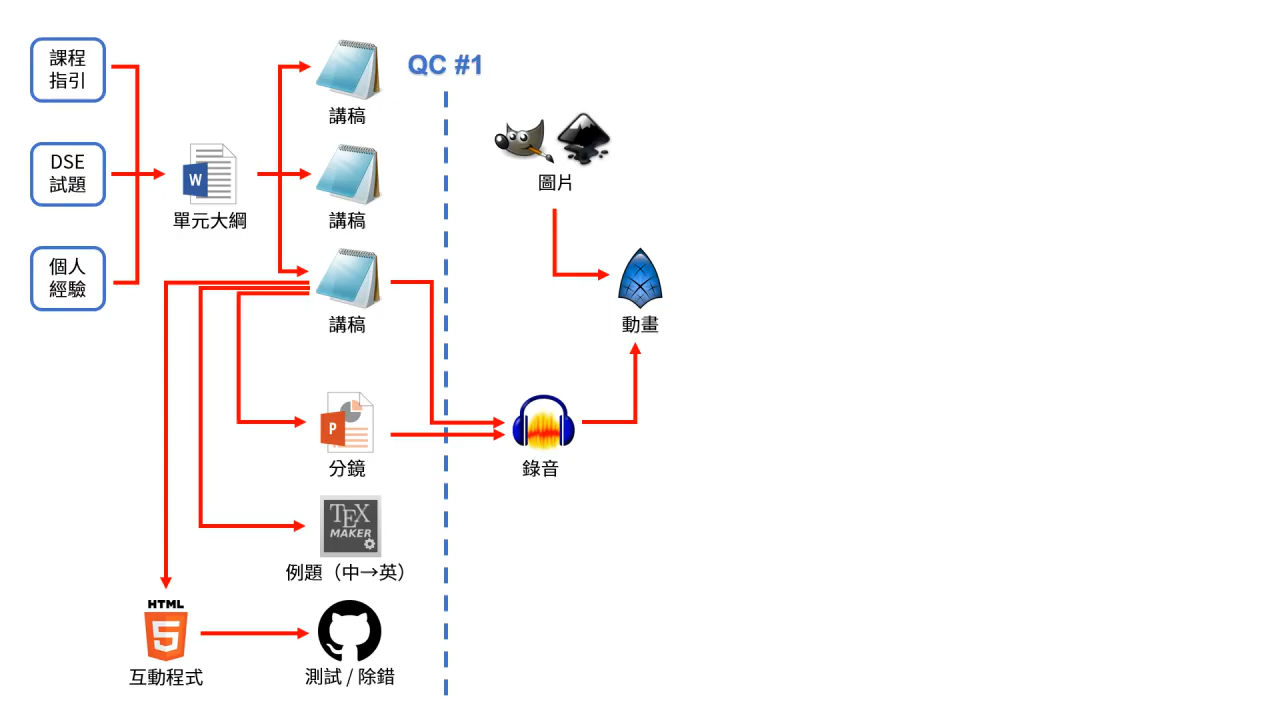 課程
指引
DSE
試題
個人
經驗
W
單元大綱
講稿
講稿
講稿
QC #1
圖片
動畫
P
分鏡
錄音
TEX
MAKER
例題（中→英）
HTML
5
互動程式
測試 / 除錯